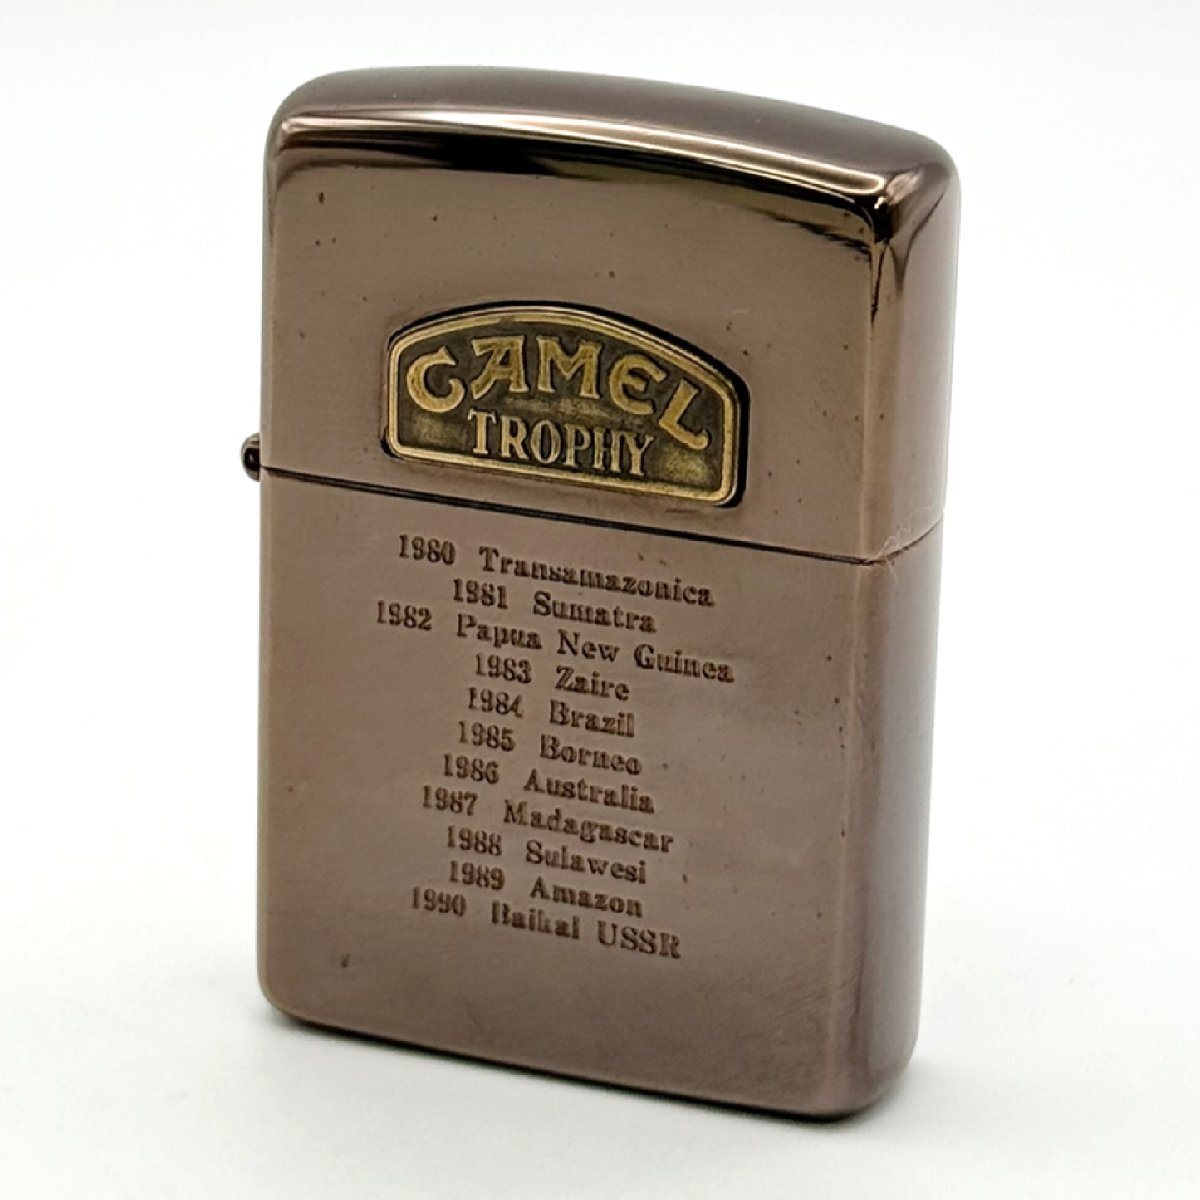 CAMEL
TROPHY
1980 Transamazonica
1981 Sumatra
1982 Papua New Guinea
1983 Zaire
1984 Brazil
1985 Borneo
1986 Australia
1987 Madagascar
1988 Sulawesi
1989 Amazon
1990 Baikal USSR